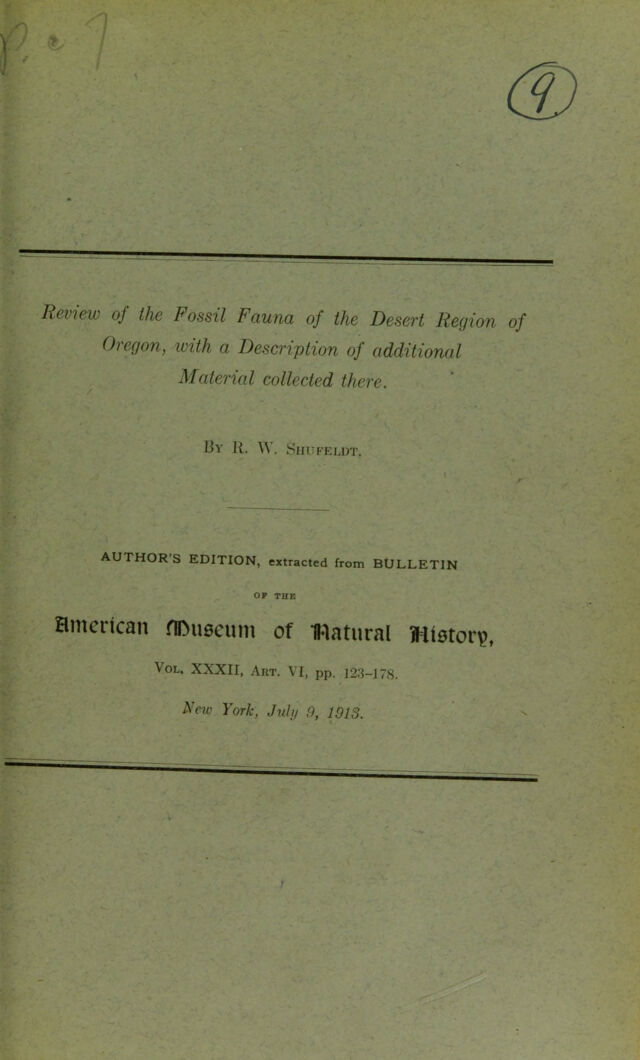 9
Review of the Fossil Fauna of the Desert Region of
Oregon, with a Description of additional
Material collected there.
By R. W. Shufeldt.
AUTHOR'S EDITION, extracted from BULLETIN
OF THE
American Museum of Natural History,
Vol. XXXII, Art. VI, pp. 123–178.
New York, July 9, 1913.